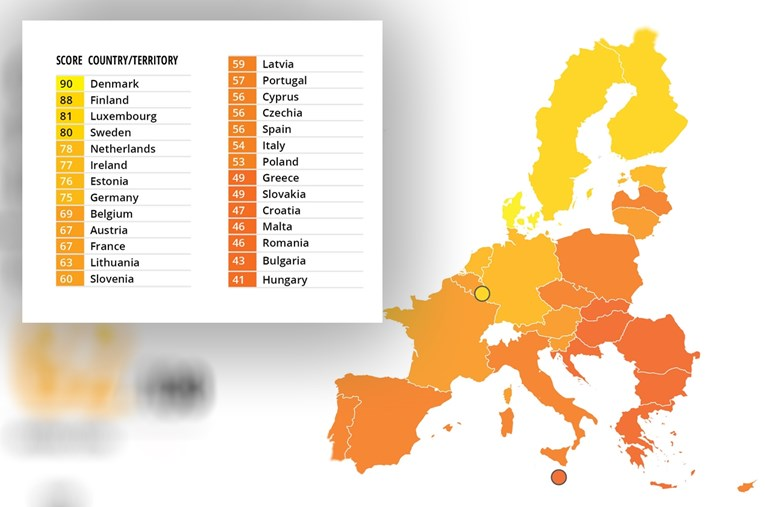 SCORE COUNTRY/TERRITORY
90 Denmark
88 Finland
81 Luxembourg
80 Sweden
78 Netherlands
77 Ireland
76 Estonia
75 Germany
69 Belgium
67 Austria
67 France
63 Lithuania
60 Slovenia
59 Latvia
57 Portugal
56 Cyprus
56 Czechia
56 Spain
54 Italy
53 Poland
49 Greece
49 Slovakia
47 Croatia
46 Malta
46 Romania
43 Bulgaria
41 Hungary